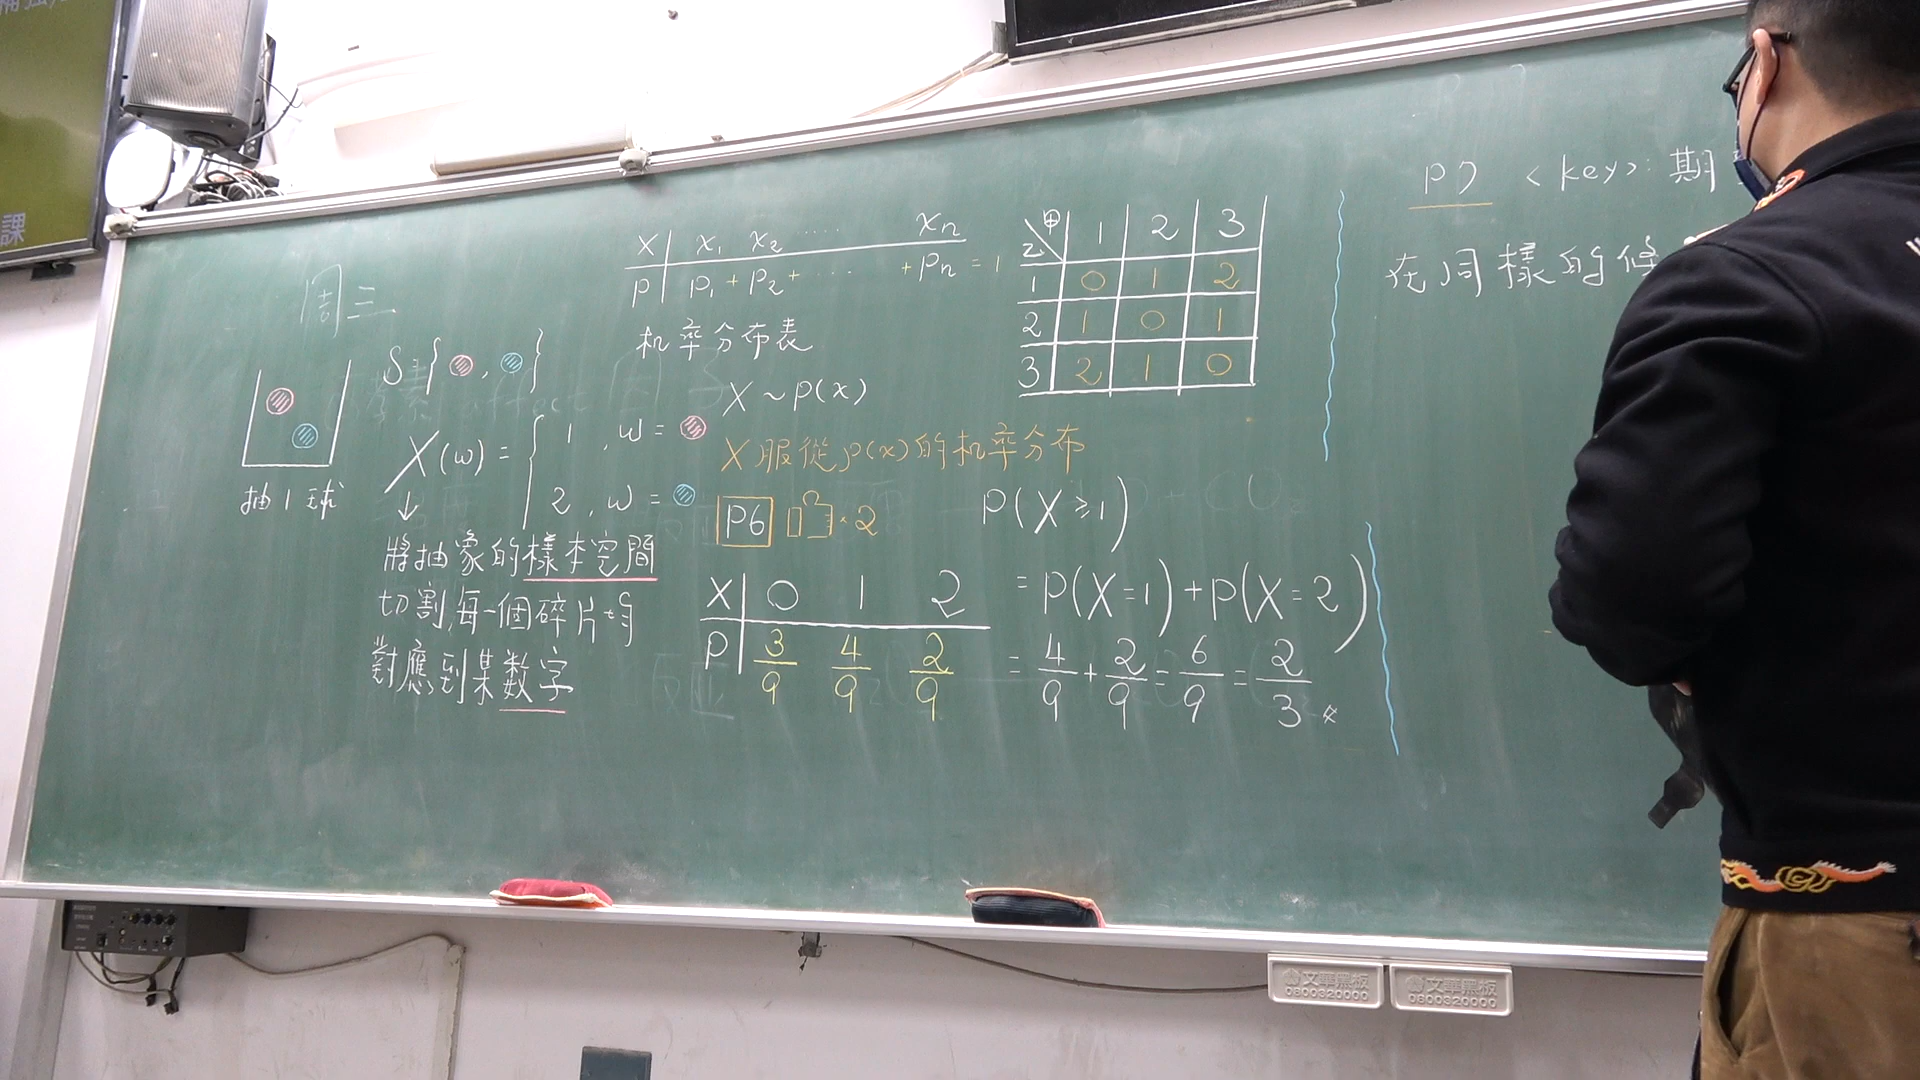 課
周三
S={ , }
抽1球
X(w) = { 1 , w =
2 , w =
↓
將抽象的樣本空間
切割,每一個碎片均
對應到某数字
X | x₁ x₂ ······ xₙ
P | P₁ + P₂ + ··· + Pₙ = 1
机率分布表
X ~ P(x)
X服從p(x)的机率分布
P6 ×2
X | 0 1 2
P | 3/9 4/9 2/9
甲 1 2 3
乙
1 0 1 2
2 1 0 1
3 2 1 0
P(X≥1)
= P(X=1)+P(X=2)
= 4/9 + 2/9 = 6/9 = 2/3
P7 <key>: 期
在同樣的條
文華黑板
0800320000
文華黑板
0800320000